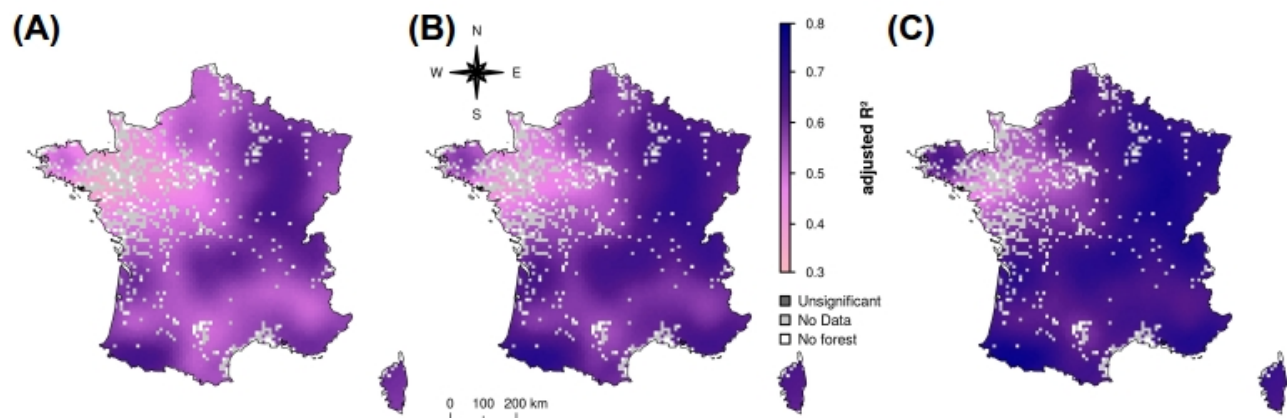 (A)
(B)
N
W E
S
0 100 200 km
0.8
0.7
0.6
0.5
0.4
0.3
adjusted R²
Unsignificant
No Data
No forest
(C)